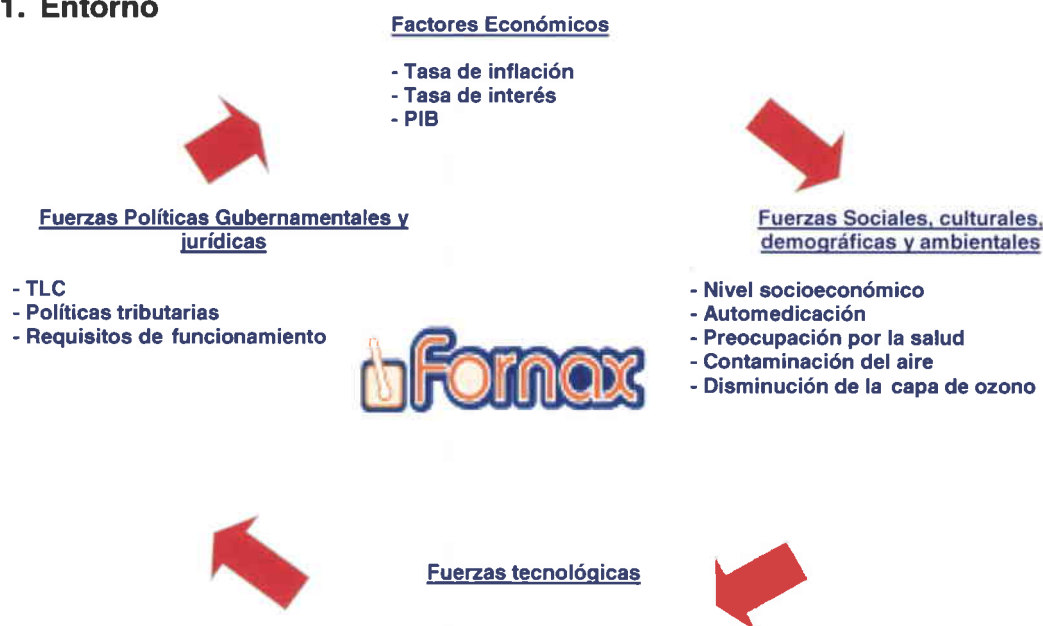 1. Entorno
Factores Económicos
- Tasa de inflación
- Tasa de interés
- PIB
Fuerzas Políticas Gubernamentales y
jurídicas
- TLC
- Políticas tributarias
- Requisitos de funcionamiento
Fuerzas Sociales, culturales,
demográficas y ambientales
- Nivel socioeconómico
- Automedicación
- Preocupación por la salud
- Contaminación del aire
- Disminución de la capa de ozono
fornax
Fuerzas tecnológicas